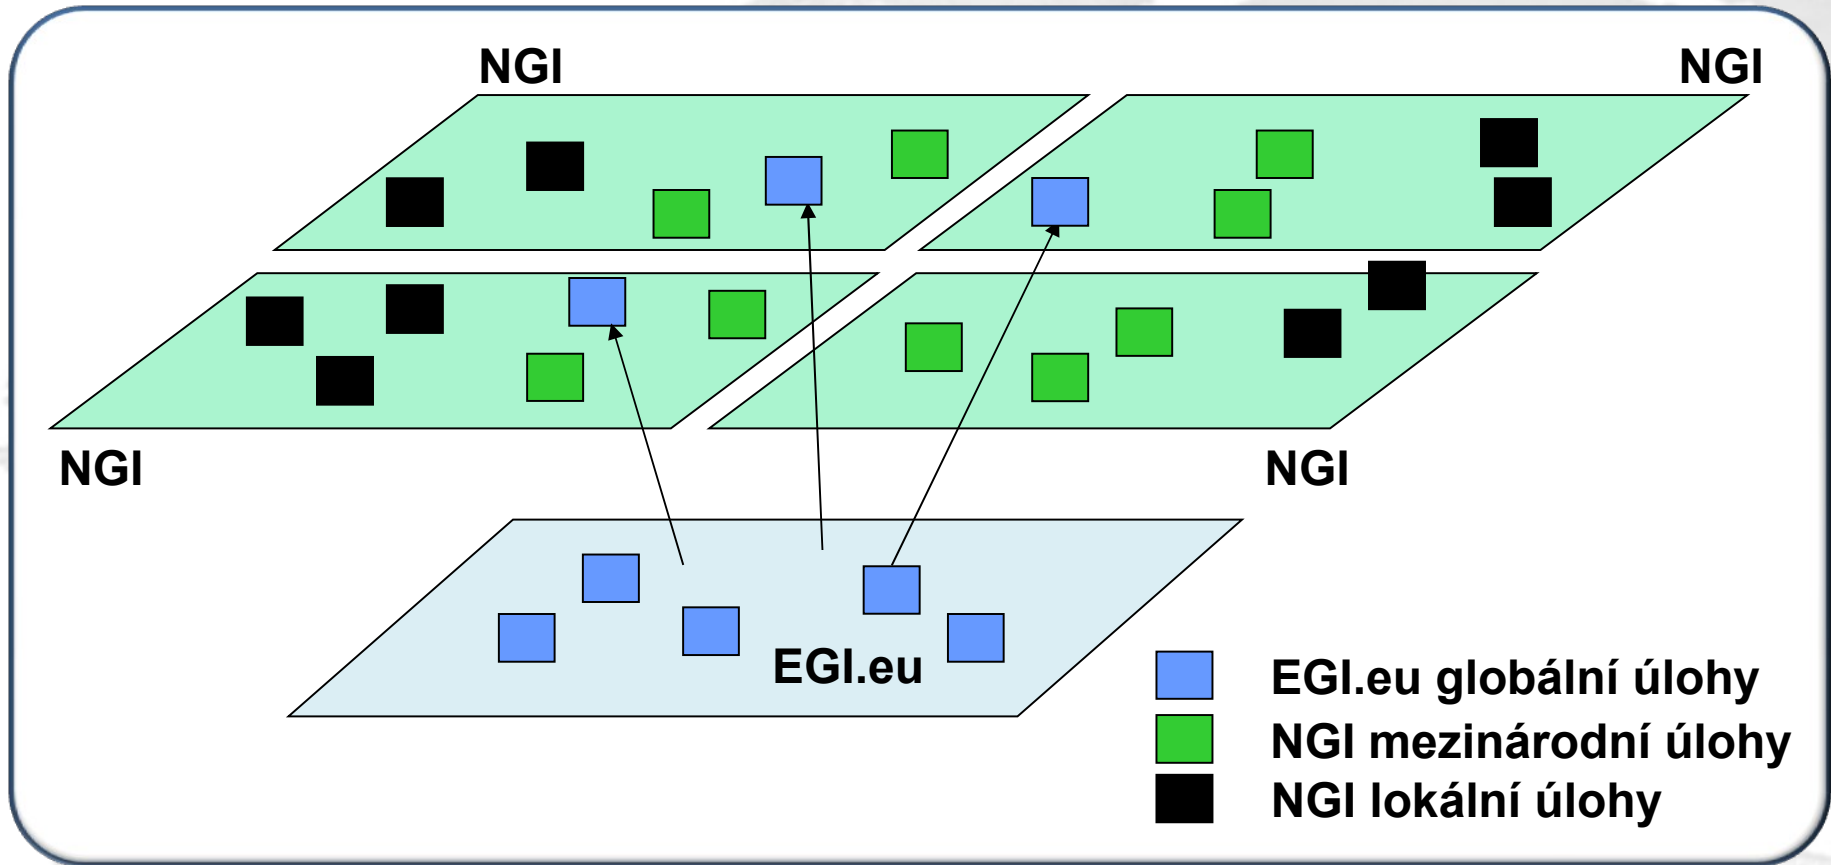 NGI
NGI
NGI
NGI
EGI.eu
EGI.eu globální úlohy
NGI mezinárodní úlohy
NGI lokální úlohy